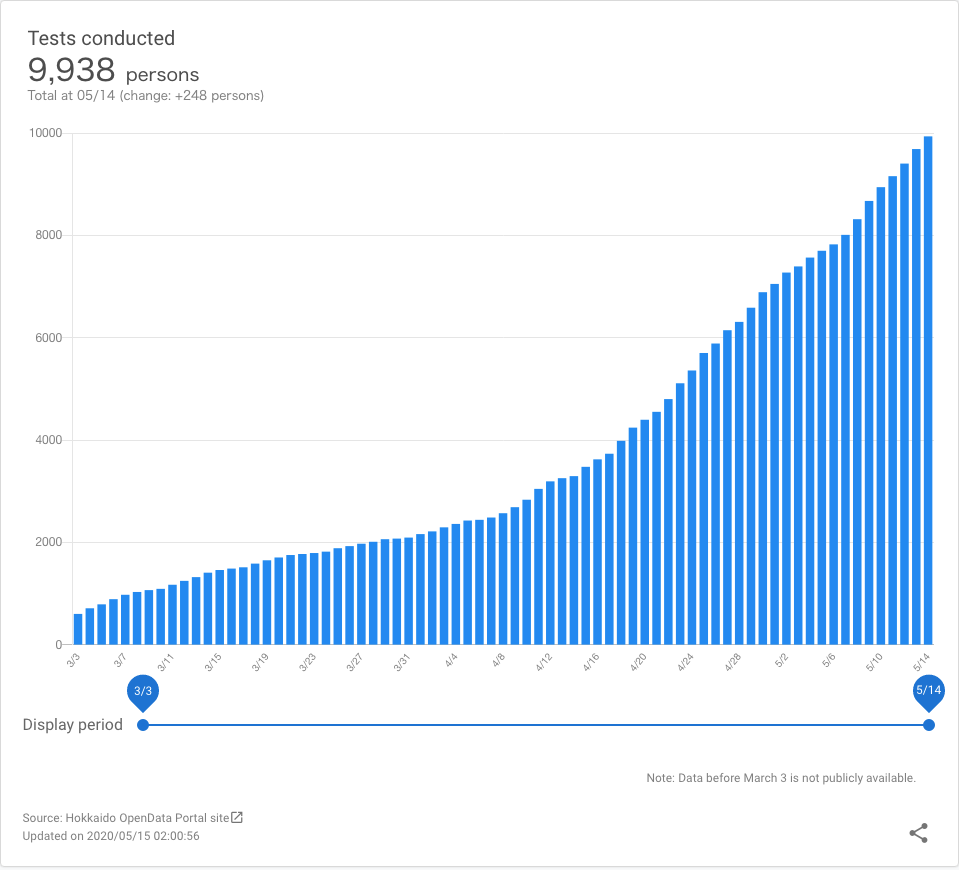 Tests conducted
9,938 persons
Total at 05/14 (change: +248 persons)
10000
8000
6000
4000
2000
0
3/3 3/7 3/11 3/15 3/19 3/23 3/27 3/31 4/4 4/8 4/12 4/16 4/20 4/24 4/28 5/2 5/6 5/10 5/14
3/3 5/14
Display period
Note: Data before March 3 is not publicly available.
Source: Hokkaido OpenData Portal site
Updated on 2020/05/15 02:00:56